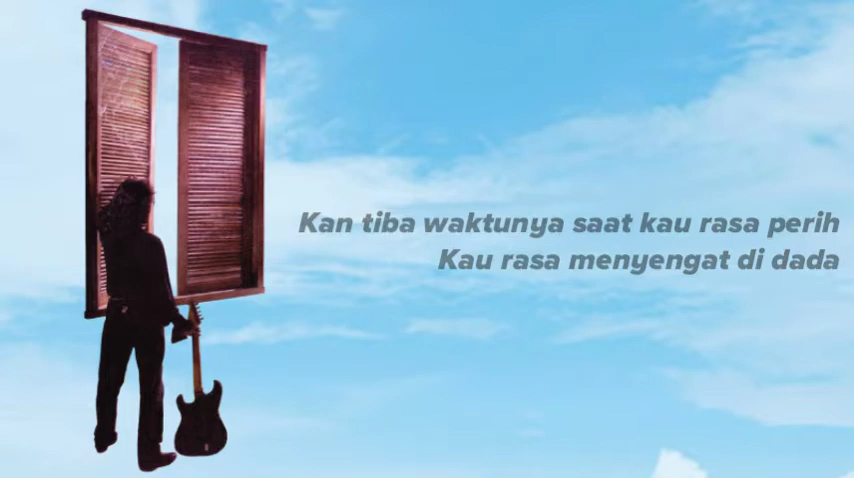 Kan tiba waktunya saat kau rasa perih
Kau rasa menyengat di dada